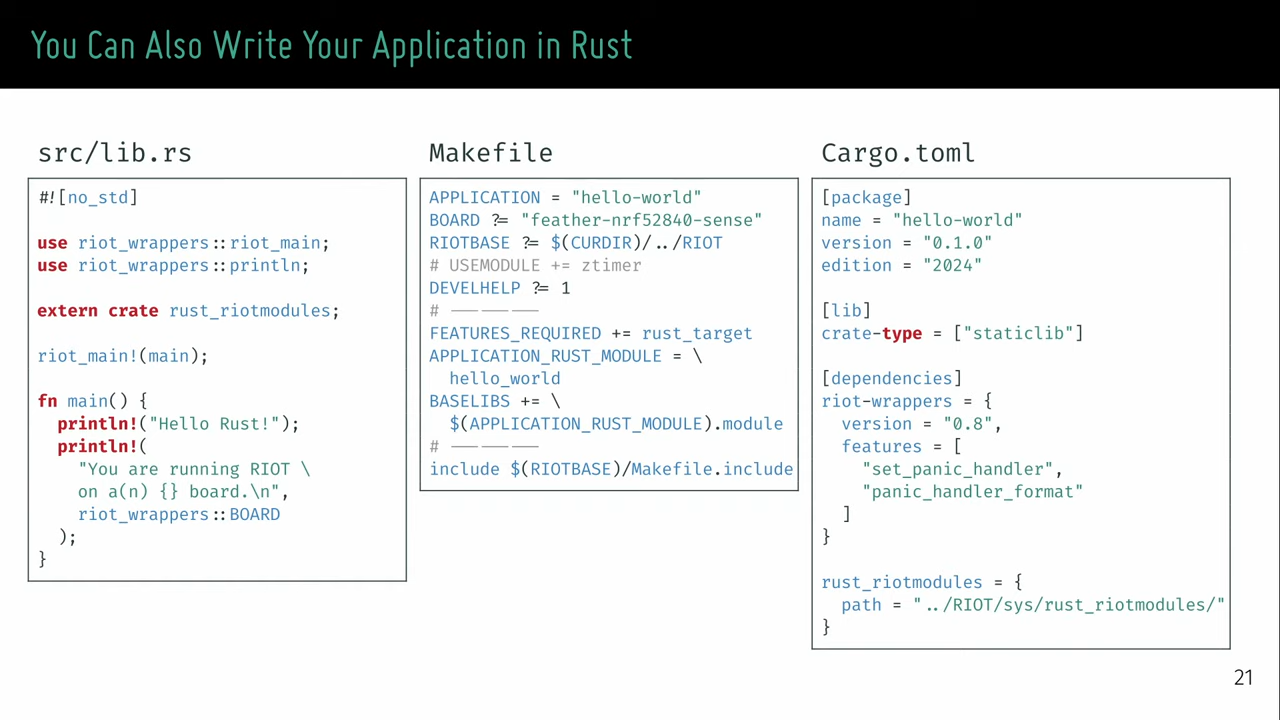 You Can Also Write Your Application in Rust
src/lib.rs
#![no_std]
use riot_wrappers::riot_main;
use riot_wrappers::println;
extern crate rust_riotmodules;
riot_main!(main);
fn main() {
println!("Hello Rust!");
println!(
"You are running RIOT \
on a(n) {} board.\n",
riot_wrappers::BOARD
);
}
Makefile
APPLICATION = "hello-world"
BOARD ?= "feather-nrf52840-sense"
RIOTBASE ?= $(CURDIR)/../RIOT
# USEMODULE += ztimer
DEVELHELP ?= 1
# ---------
FEATURES_REQUIRED += rust_target
APPLICATION_RUST_MODULE = \
hello_world
BASELIBS += \
$(APPLICATION_RUST_MODULE).module
# ---------
include $(RIOTBASE)/Makefile.include
Cargo.toml
[package]
name = "hello-world"
version = "0.1.0"
edition = "2024"
[lib]
crate-type = ["staticlib"]
[dependencies]
riot-wrappers = {
version = "0.8",
features = [
"set_panic_handler",
"panic_handler_format"
]
}
rust_riotmodules = {
path = "../RIOT/sys/rust_riotmodules/"
}
21